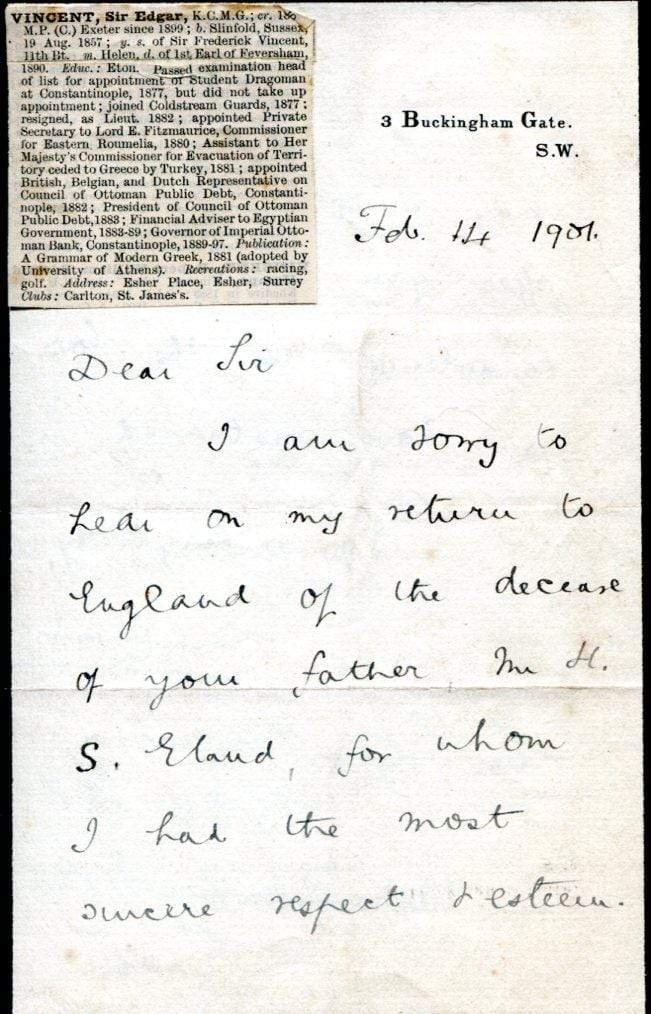 VINCENT, Sir Edgar, K.C.M.G.; cr. 18
M.P. (C.) Exeter since 1899; b. Slinfold, Sussex,
19 Aug. 1857; y. s. of Sir Frederick Vincent,
11th Bt. m. Helen, d. of 1st Earl of Feversham,
1890. Educ.: Eton. Passed examination head
of list for appointment of Student Dragoman
at Constantinople, 1877, but did not take up
appointment; joined Coldstream Guards, 1877;
resigned, as Lieut. 1882; appointed Private
Secretary to Lord E. Fitzmaurice, Commissioner
for Eastern Roumelia, 1880; Assistant to Her
Majesty's Commissioner for Evacuation of Terri-
tory ceded to Greece by Turkey, 1881; appointed
British, Belgian, and Dutch Representative on
Council of Ottoman Public Debt, Constanti-
nople, 1882; President of Council of Ottoman
Public Debt, 1883; Financial Adviser to Egyptian
Government, 1883-89; Governor of Imperial Otto-
man Bank, Constantinople, 1889-97. Publication:
A Grammar of Modern Greek, 1881 (adopted by
University of Athens). Recreations: racing,
golf. Address: Esher Place, Esher, Surrey
Clubs: Carlton, St. James's.
3 Buckingham Gate.
S.W.
Feb. 14 1901.
Dear Sir
I am sorry to
hear on my return to
England of the decease
of your father, Mr H.
S. Eland, for whom
I had the most
sincere respect & esteem.